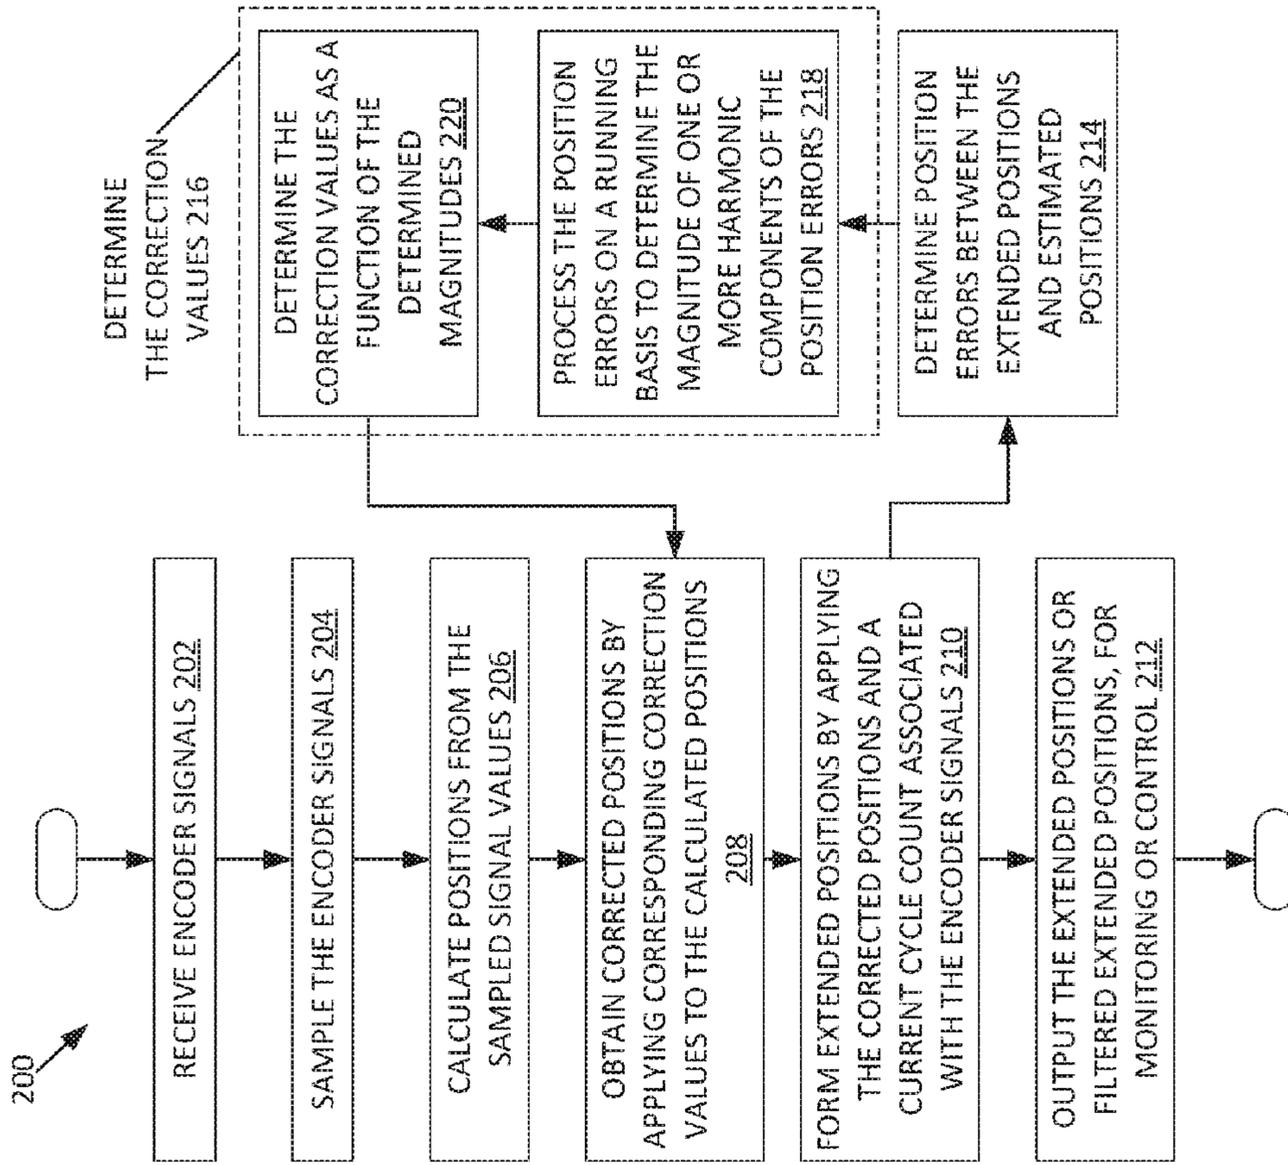 200
RECEIVE ENCODER SIGNALS 202
SAMPLE THE ENCODER SIGNALS 204
CALCULATE POSITIONS FROM THE
SAMPLED SIGNAL VALUES 206
OBTAIN CORRECTED POSITIONS BY
APPLYING CORRESPONDING CORRECTION
VALUES TO THE CALCULATED POSITIONS
208
FORM EXTENDED POSITIONS BY APPLYING
THE CORRECTED POSITIONS AND A
CURRENT CYCLE COUNT ASSOCIATED
WITH THE ENCODER SIGNALS 210
OUTPUT THE EXTENDED POSITIONS OR
FILTERED EXTENDED POSITIONS, FOR
MONITORING OR CONTROL 212
DETERMINE
THE CORRECTION
VALUES 216
DETERMINE THE
CORRECTION VALUES AS A
FUNCTION OF THE
DETERMINED
MAGNITUDES 220
PROCESS THE POSITION
ERRORS ON A RUNNING
BASIS TO DETERMINE THE
MAGNITUDE OF ONE OR
MORE HARMONIC
COMPONENTS OF THE
POSITION ERRORS 218
DETERMINE POSITION
ERRORS BETWEEN THE
EXTENDED POSITIONS
AND ESTIMATED
POSITIONS 214